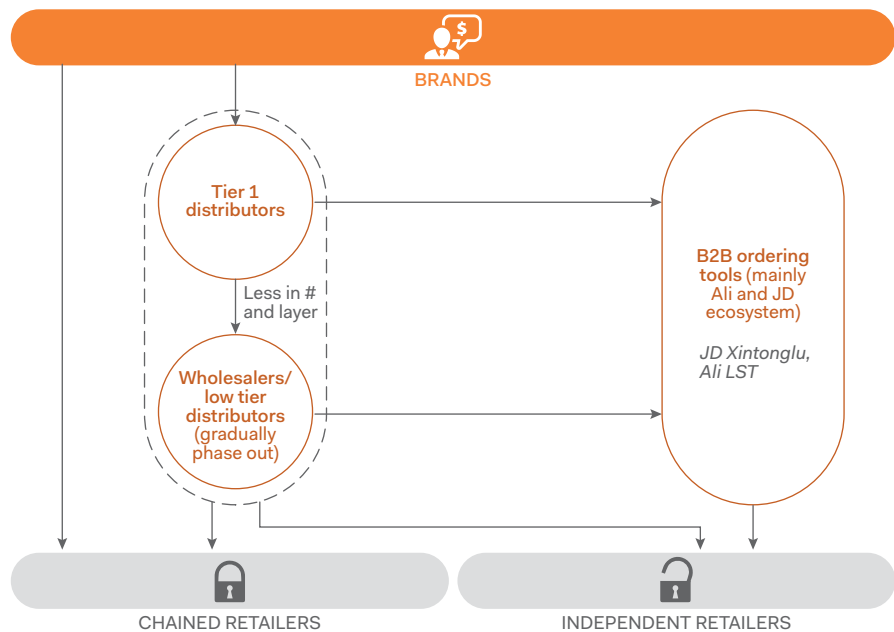 $
BRANDS
Tier 1
distributors
Less in #
and layer
Wholesalers/
low tier
distributors
(gradually
phase out)
B2B ordering
tools (mainly
Ali and JD
ecosystem)
JD Xintonglu,
Ali LST
CHAINED RETAILERS
INDEPENDENT RETAILERS